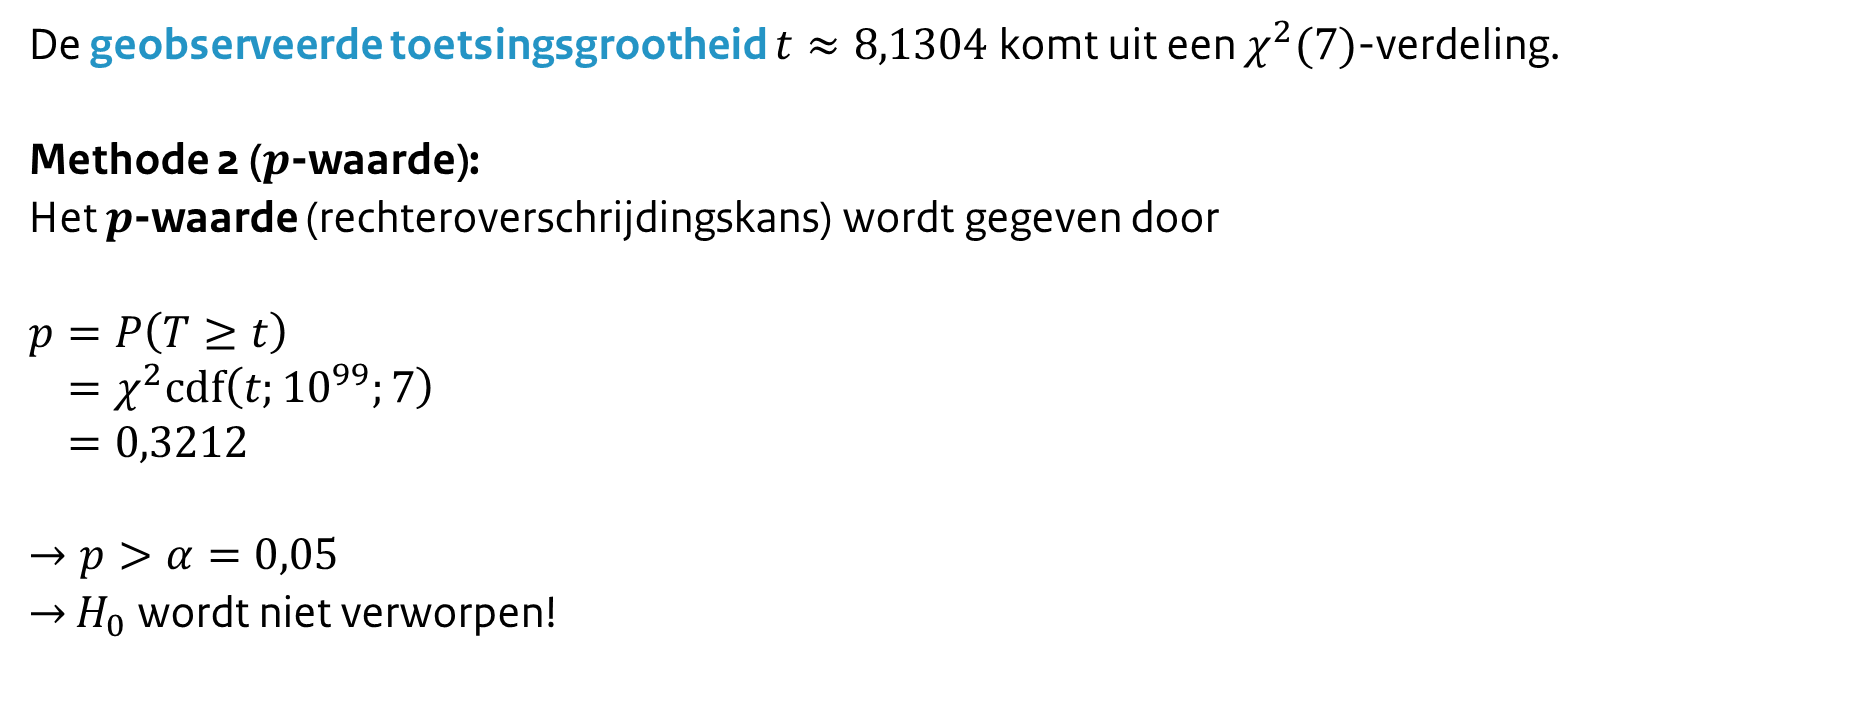 De geobserveerde toetsingsgrootheid t ≈ 8,1304 komt uit een χ²(7)-verdeling.
Methode 2 (p-waarde):
Het p-waarde (rechteroverschrijdingskans) wordt gegeven door
p = P(T ≥ t)
= χ²cdf(t; 10⁹⁹; 7)
= 0,3212
→ p > α = 0,05
→ H₀ wordt niet verworpen!